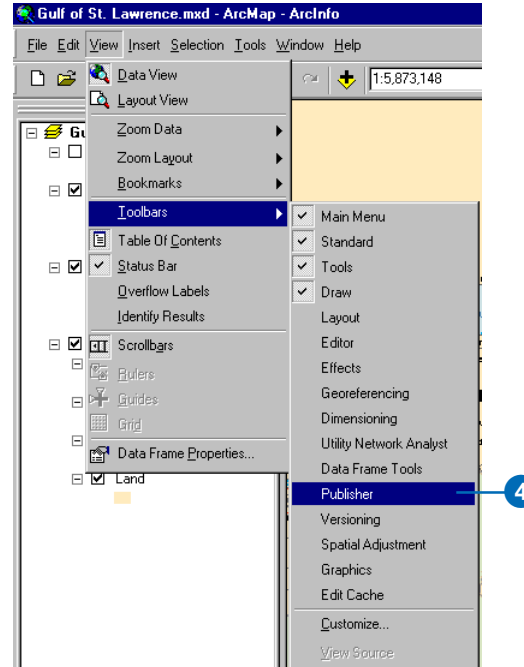 Gulf of St. Lawrence.mxd - ArcMap - ArcInfo
File Edit View Insert Selection Tools Window Help
1:5,873,148
Data View
Layout View
Zoom Data
Zoom Layout
Bookmarks
Toolbars
Table Of Contents
Status Bar
Overflow Labels
Identify Results
Scrollbars
Rulers
Guides
Grid
Data Frame Properties...
Gu
Land
Main Menu
Standard
Tools
Draw
Layout
Editor
Effects
Georeferencing
Dimensioning
Utility Network Analyst
Data Frame Tools
Publisher
4
Versioning
Spatial Adjustment
Graphics
Edit Cache
Customize...
View Source